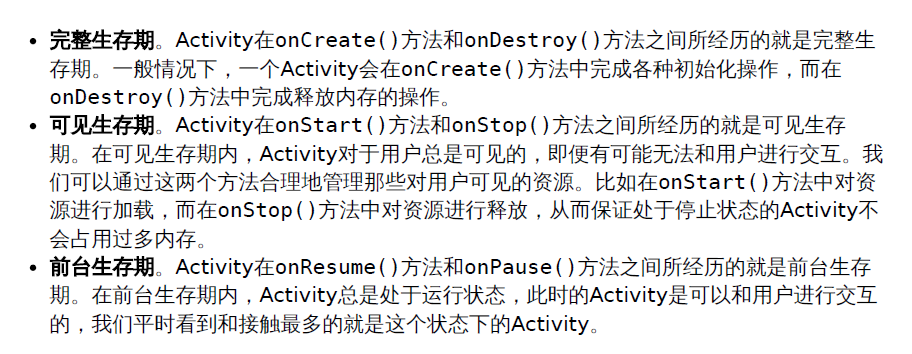 • 完整生存期。Activity在onCreate()方法和onDestroy()方法之间所经历的就是完整生
存期。一般情况下，一个Activity会在onCreate()方法中完成各种初始化操作，而在
onDestroy()方法中完成释放内存的操作。
• 可见生存期。Activity在onStart()方法和onStop()方法之间所经历的就是可见生存
期。在可见生存期内，Activity对于用户总是可见的，即便有可能无法和用户进行交互。我
们可以通过这两个方法合理地管理那些对用户可见的资源。比如在onStart()方法中对资
源进行加载，而在onStop()方法中对资源进行释放，从而保证处于停止状态的Activity不
会占用过多内存。
• 前台生存期。Activity在onResume()方法和onPause()方法之间所经历的就是前台生存
期。在前台生存期内，Activity总是处于运行状态，此时的Activity是可以和用户进行交互
的，我们平时看到和接触最多的就是这个状态下的Activity。